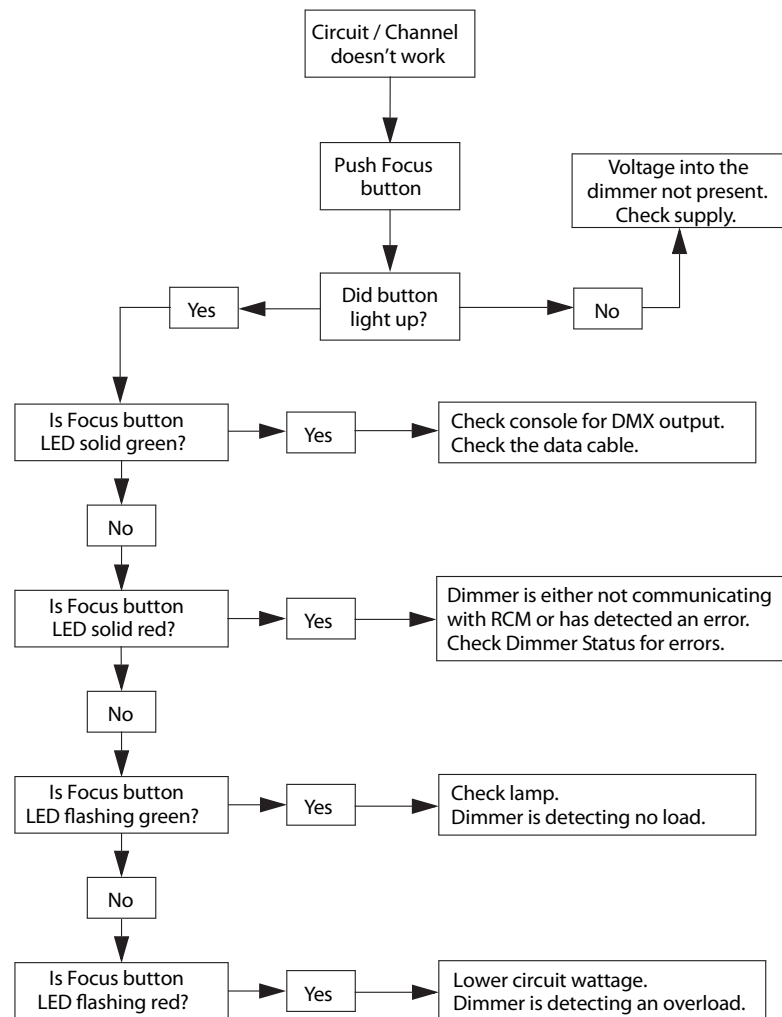 Circuit / Channel
doesn’t work
Push Focus
button
Voltage into the
dimmer not present.
Check supply.
Did button
light up?
Yes
No
Is Focus button
LED solid green?
Yes
Check console for DMX output.
Check the data cable.
No
Is Focus button
LED solid red?
Yes
Dimmer is either not communicating
with RCM or has detected an error.
Check Dimmer Status for errors.
No
Is Focus button
LED flashing green?
Yes
Check lamp.
Dimmer is detecting no load.
No
Is Focus button
LED flashing red?
Yes
Lower circuit wattage.
Dimmer is detecting an overload.